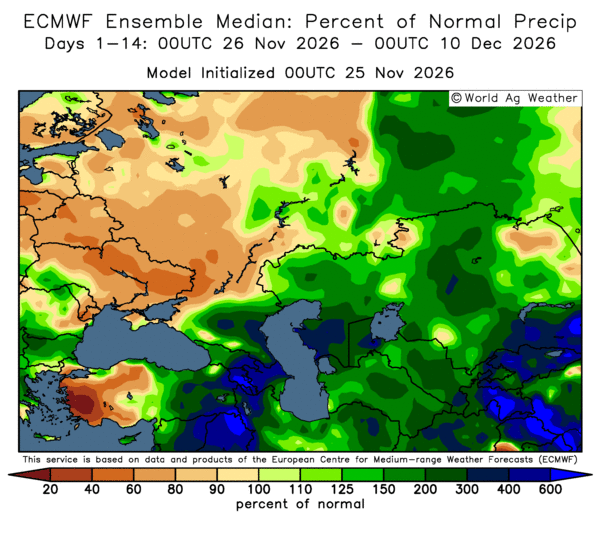 ECMWF Ensemble Median: Percent of Normal Precip
Days 1-14: 00UTC 26 Nov 2026 - 00UTC 10 Dec 2026
Model Initialized 00UTC 25 Nov 2026
©World Ag Weather
This service is based on data and products of the European Centre for Medium-range Weather Forecasts (ECMWF)
20 40 60 80 90 100 110 125 150 200 300 400 600
percent of normal